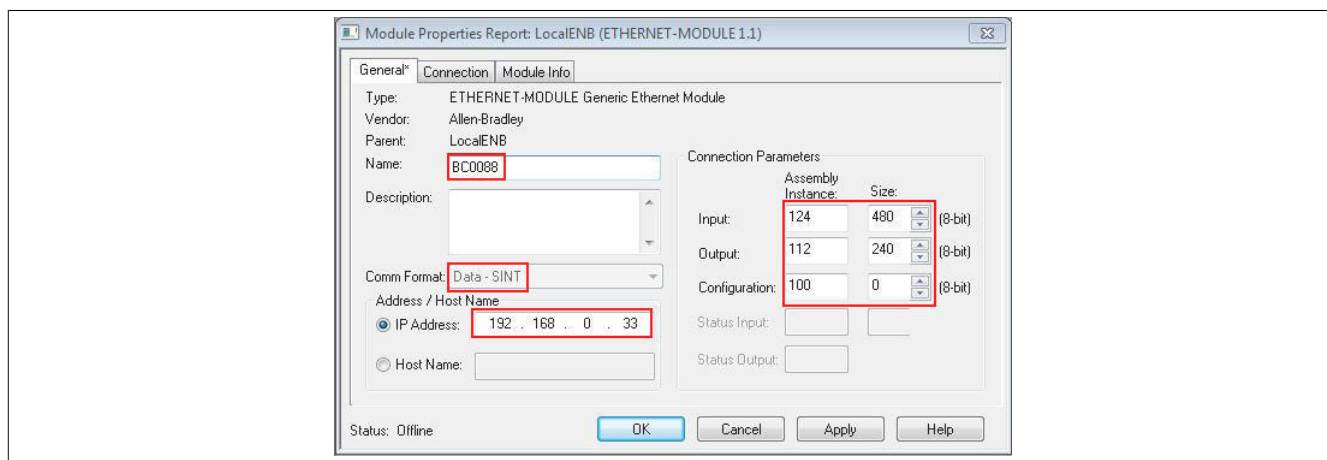 Module Properties Report: LocalENB (ETHERNET-MODULE 1.1)
General* Connection Module Info
Type: ETHERNET-MODULE Generic Ethernet Module
Vendor: Allen-Bradley
Parent: LocalENB
Name: BC0088
Description:
Comm Format: Data - SINT
Address / Host Name
IP Address: 192 . 168 . 0 . 33
Host Name:
Connection Parameters
Assembly Instance: Size:
Input: 124 480 (8-bit)
Output: 112 240 (8-bit)
Configuration: 100 0 (8-bit)
Status Input:
Status Output:
Status: Offline OK Cancel Apply Help